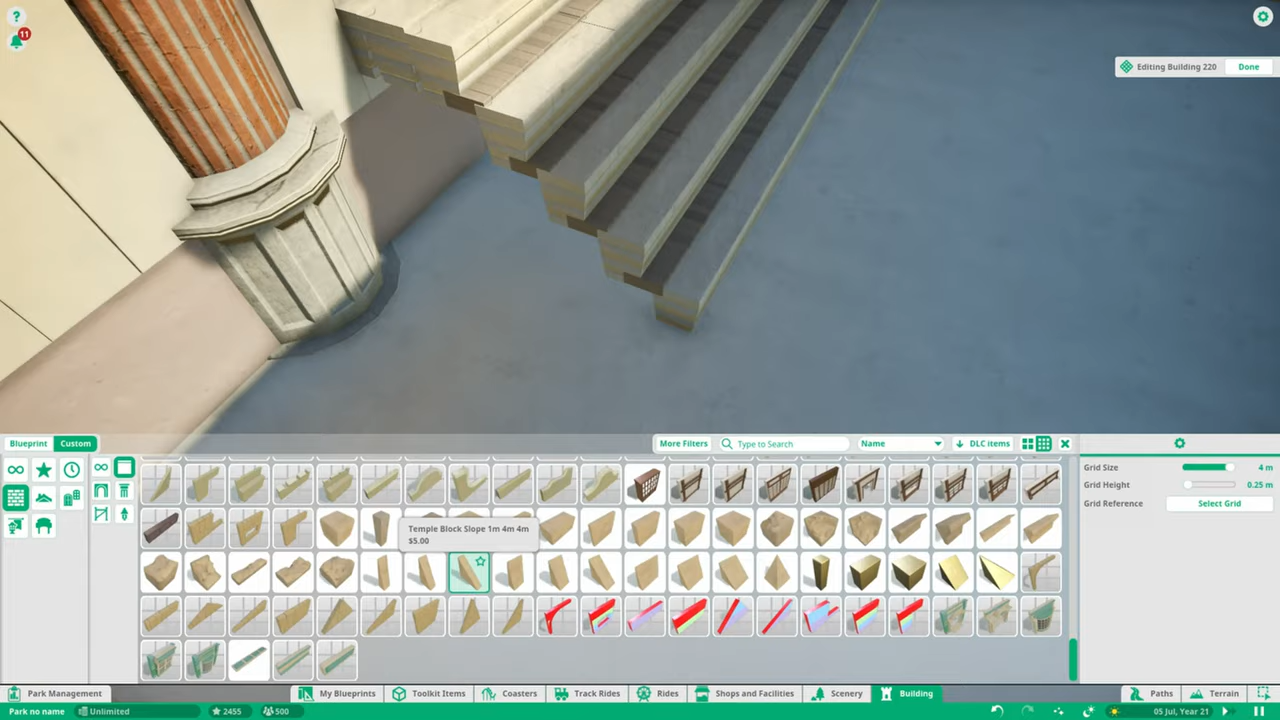 ?
11
Editing Building 220
Done
Blueprint
Custom
More Filters
Type to Search
Name
DLC items
Grid Size
4 m
Grid Height
0.25 m
Grid Reference
Select Grid
Temple Block Slope 1m 4m 4m
$5.00
Park Management
My Blueprints
Toolkit Items
Coasters
Track Rides
Rides
Shops and Facilities
Scenery
Building
Paths
Terrain
Park no name
Unlimited
2455
500
05 Jul, Year 21